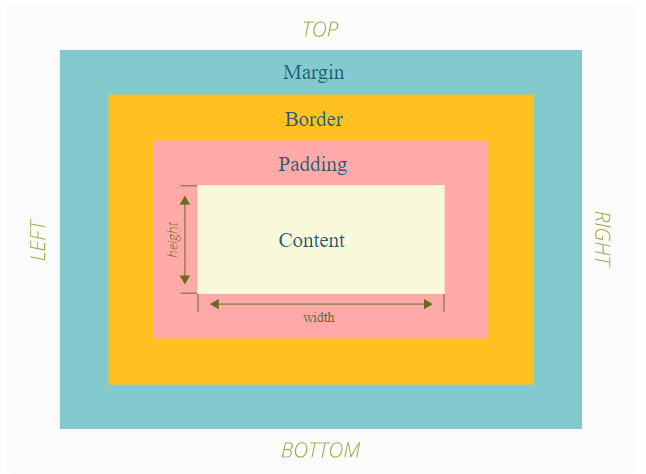 TOP
Margin
Border
Padding
LEFT
height
Content
RIGHT
width
BOTTOM